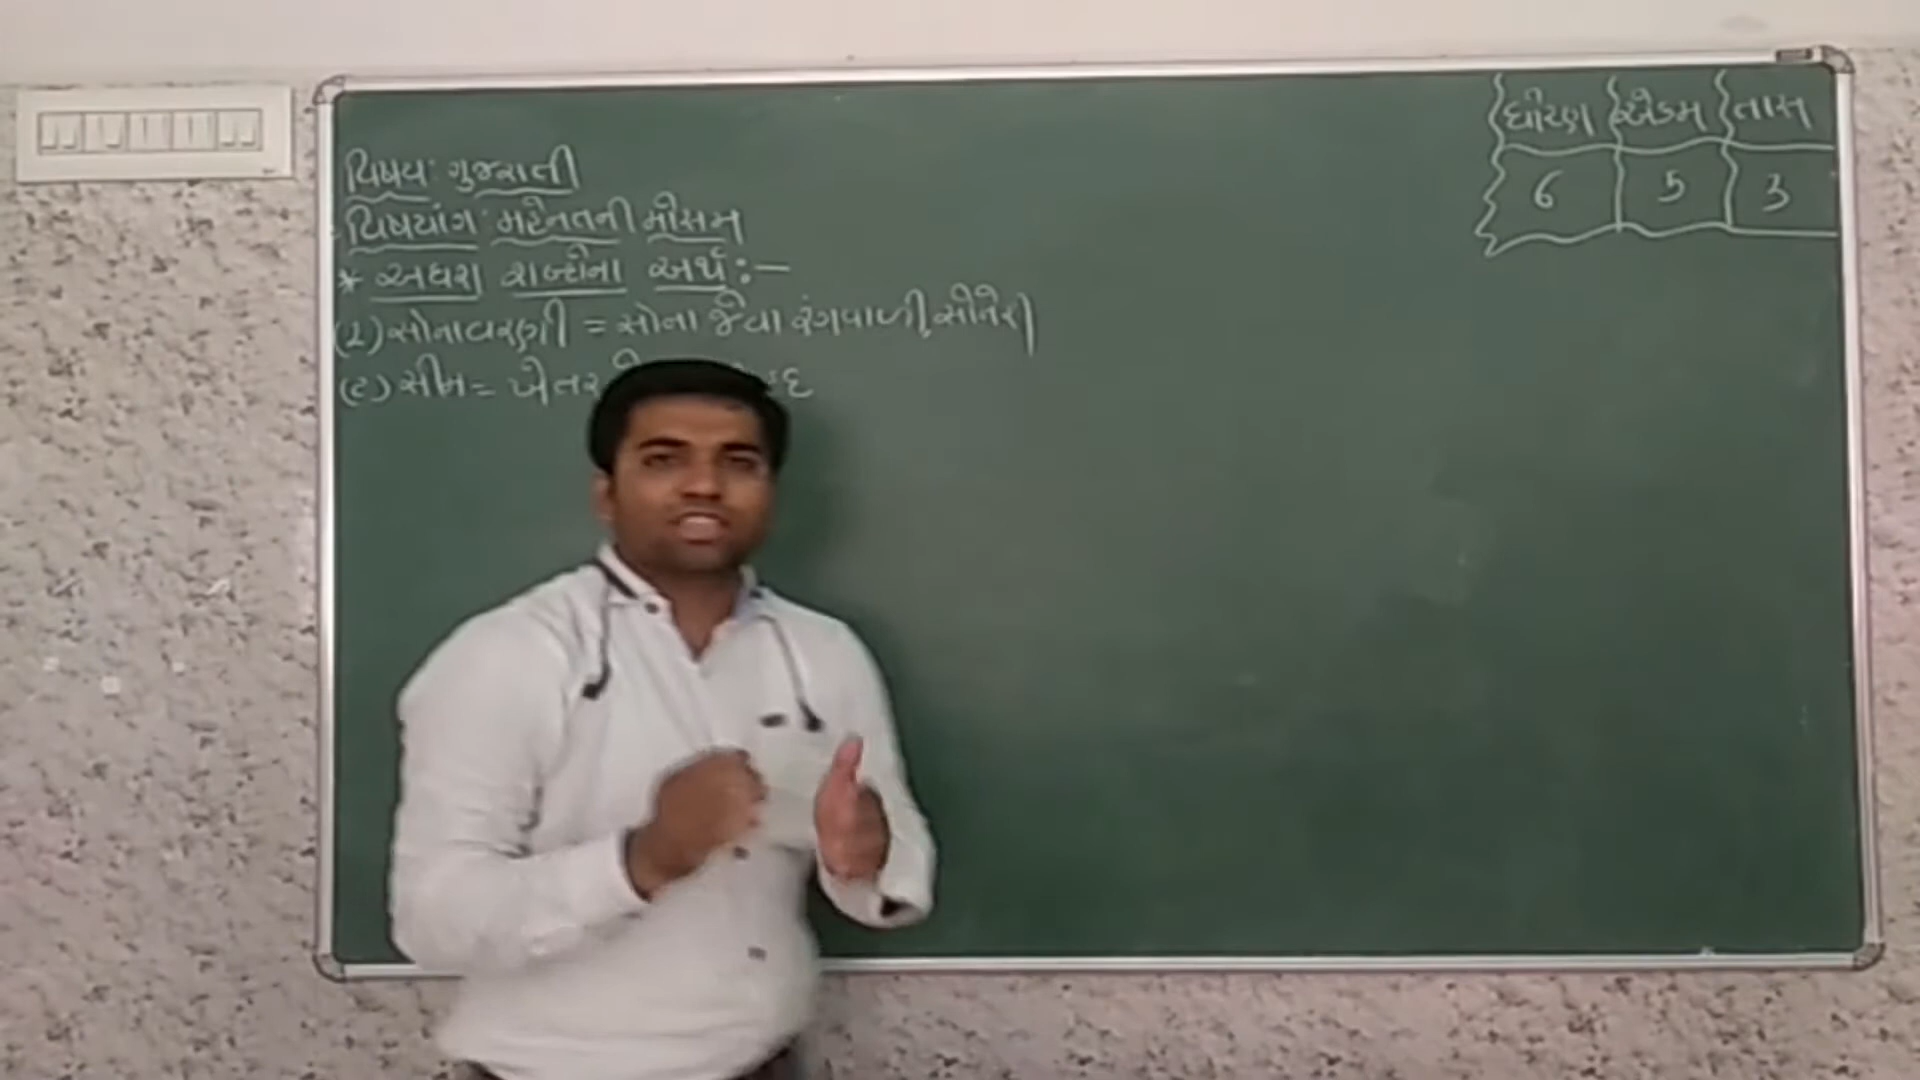 વિષય: ગુજરાતી
વિષયાંગ: મહેનતની મોસમ
* અઘરા શબ્દોના અર્થ :-
(૧) સોનાવરણી = સોના જેવા રંગવાળી, સોનેરી
(૨) સીમ = ખેતર
ધોરણ એકમ તાસ
6 5 3